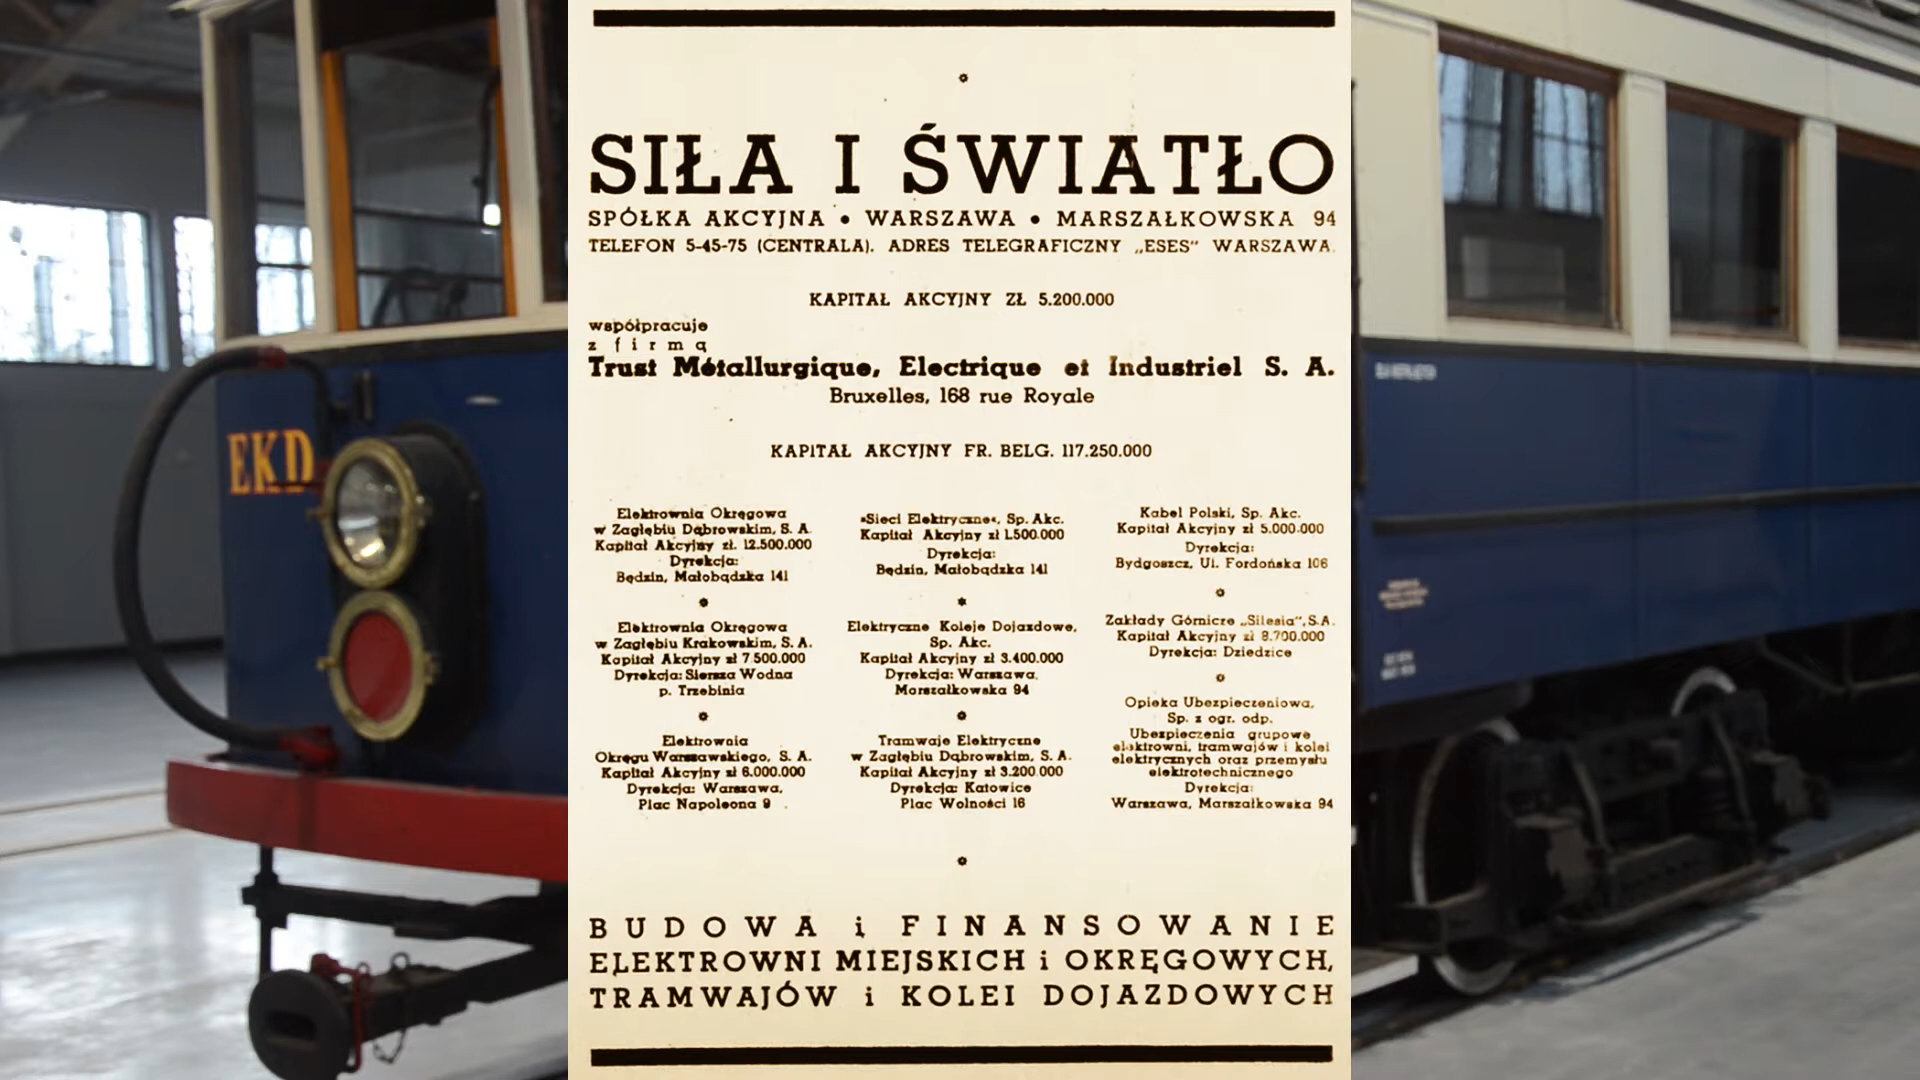 EKD
SIŁA I ŚWIATŁO
SPÓŁKA AKCYJNA • WARSZAWA • MARSZAŁKOWSKA 94
TELEFON 5-45-75 (CENTRALA). ADRES TELEGRAFICZNY „ESES" WARSZAWA.
KAPITAŁ AKCYJNY ZŁ 5.200.000
współpracuje
z firmą
Trust Métallurgique, Electrique et Industriel S. A.
Bruxelles, 168 rue Royale
KAPITAŁ AKCYJNY FR. BELG. 117.250.000
Elektrownia Okręgowa
w Zagłębiu Dąbrowskim, S. A.
Kapitał Akcyjny zł. 12.500.000
Dyrekcja:
Będzin, Małobądzka 141
Elektrownia Okręgowa
w Zagłębiu Krakowskim, S. A.
Kapitał Akcyjny zł 7.500.000
Dyrekcja: Siersza Wodna
p. Trzebinia
Elektrownia
Okręgu Warszawskiego, S. A.
Kapitał Akcyjny zł 6.000.000
Dyrekcja: Warszawa,
Plac Napoleona 9
»Sieci Elektryczne«, Sp. Akc.
Kapitał Akcyjny zł 1.500.000
Dyrekcja:
Będzin, Małobądzka 141
Elektryczne Koleje Dojazdowe,
Sp. Akc.
Kapitał Akcyjny zł 3.400.000
Dyrekcja: Warszawa,
Marszałkowska 94
Tramwaje Elektryczne
w Zagłębiu Dąbrowskim, S. A.
Kapitał Akcyjny zł 3.200.000
Dyrekcja: Katowice
Plac Wolności 16
Kabel Polski, Sp. Akc.
Kapitał Akcyjny zł 5.000.000
Dyrekcja:
Bydgoszcz, Ul. Fordońska 106
Zakłady Górnicze „Silesia", S.A.
Kapitał Akcyjny zł 8.700.000
Dyrekcja: Dziedzice
Opieka Ubezpieczeniowa,
Sp. z ogr. odp.
Ubezpieczenia grupowe
elektrowni, tramwajów i kolei
elektrycznych oraz przemysłu
elektrotechnicznego
Dyrekcja:
Warszawa, Marszałkowska 94
BUDOWA i FINANSOWANIE
ELEKTROWNI MIEJSKICH i OKRĘGOWYCH,
TRAMWAJÓW i KOLEI DOJAZDOWYCH